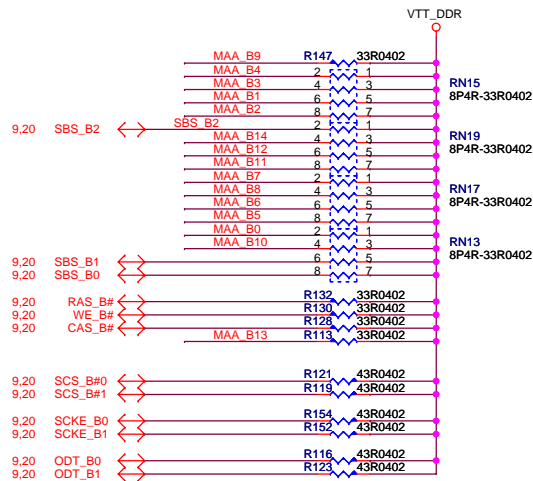 VTT_DDR
MAA_B9 R147 33R0402
MAA_B4 2 1
MAA_B3 4 3 RN15
MAA_B1 6 5 8P4R-33R0402
MAA_B2 8 7
9,20 SBS_B2 SBS_B2 2 1
MAA_B14 4 3 RN19
MAA_B12 6 5 8P4R-33R0402
MAA_B11 8 7
MAA_B7 2 1
MAA_B8 4 3 RN17
MAA_B6 6 5 8P4R-33R0402
MAA_B5 8 7
MAA_B0 2 1
MAA_B10 4 3 RN13
9,20 SBS_B1 6 5 8P4R-33R0402
9,20 SBS_B0 8 7
9,20 RAS_B# R132 33R0402
9,20 WE_B# R130 33R0402
9,20 CAS_B# R128 33R0402
MAA_B13 R113 33R0402
9,20 SCS_B#0 R121 43R0402
9,20 SCS_B#1 R119 43R0402
9,20 SCKE_B0 R154 43R0402
9,20 SCKE_B1 R152 43R0402
9,20 ODT_B0 R116 43R0402
9,20 ODT_B1 R123 43R0402